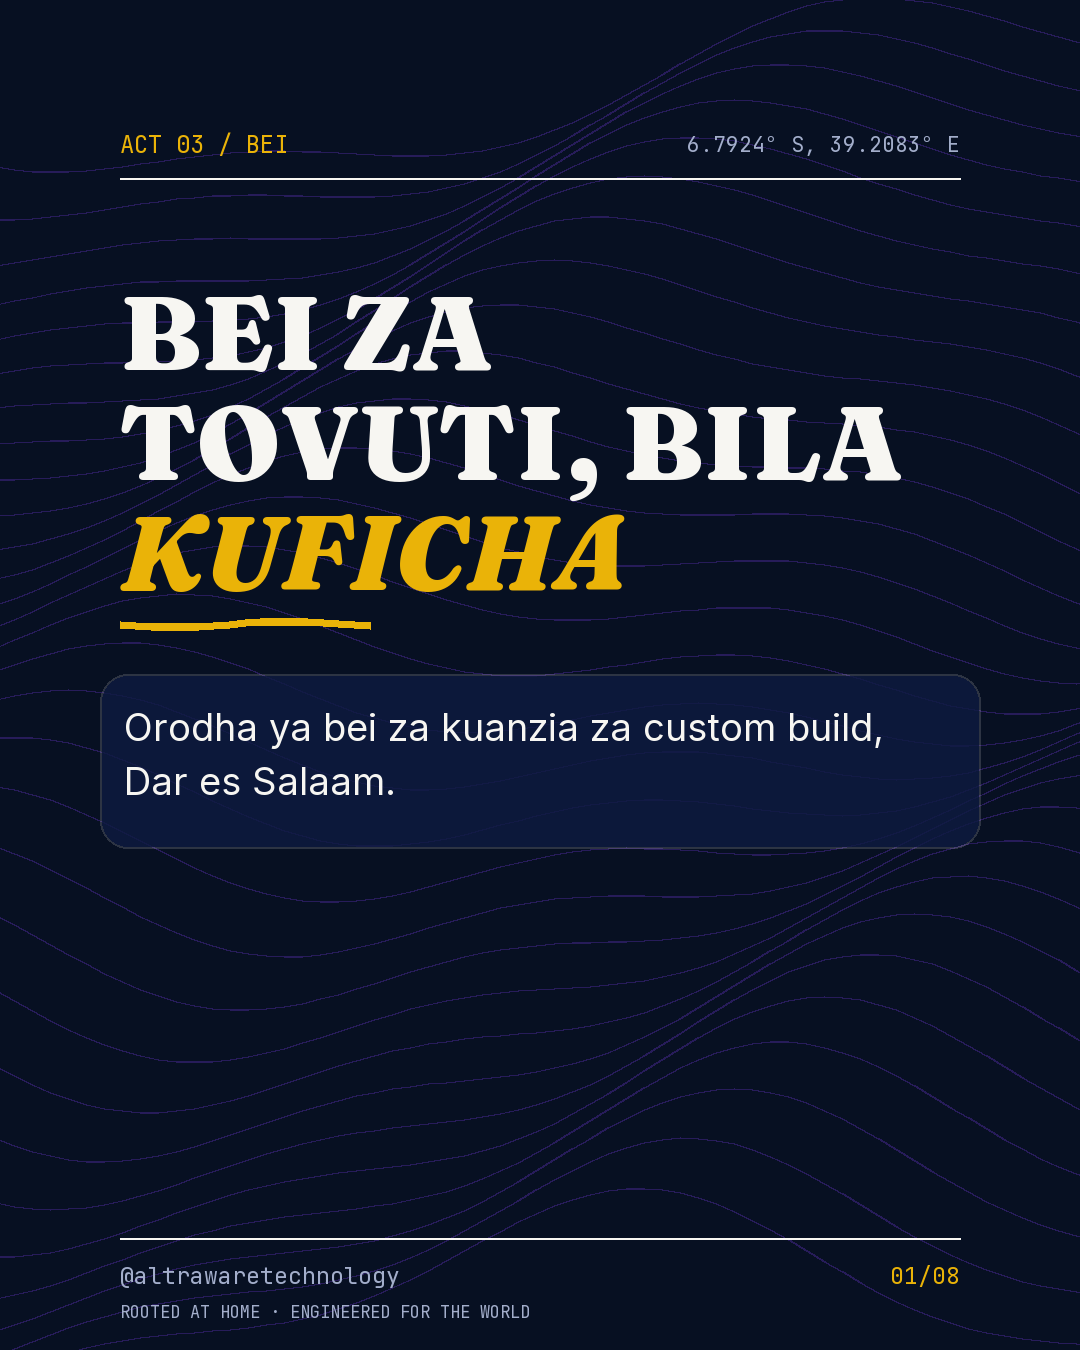 ACT 03 / BEI
6.7924° S, 39.2083° E
BEI ZA
TOVUTI, BILA
KUFICHA
Orodha ya bei za kuanzia za custom build,
Dar es Salaam.
@altrawaretechnology
01/08
ROOTED AT HOME · ENGINEERED FOR THE WORLD